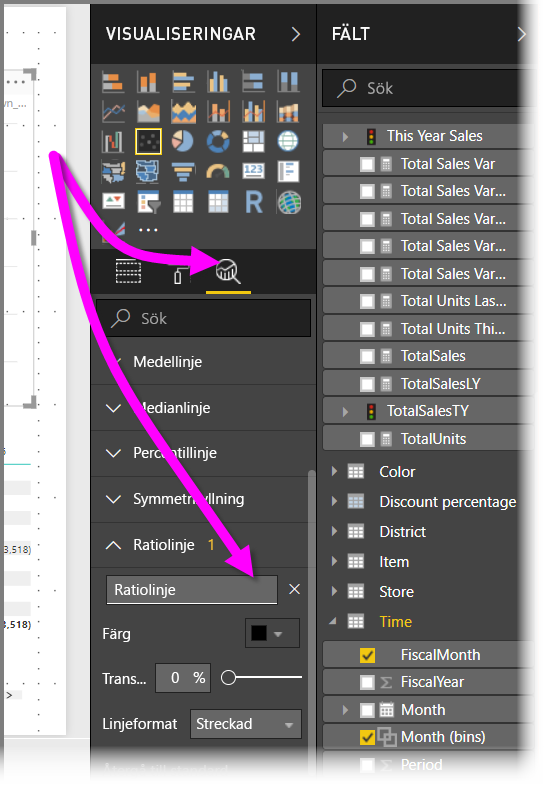 VISUALISERINGAR
FÄLT
Sök
This Year Sales
Total Sales Var
Total Sales Var...
Total Sales Var...
Total Sales Var...
Total Sales Var...
Total Units Las...
Total Units Thi...
TotalSales
TotalSalesLY
TotalSalesTY
TotalUnits
Color
Discount percentage
District
Item
Store
Time
FiscalMonth
FiscalYear
Month
Month (bins)
Period
123
R
Sök
Medellinje
Medianlinje
Percentillinje
Symmetrifyllning
Ratiolinje 1
Ratiolinje
Färg
Trans... 0 %
Linjeformat Streckad
3,518)
3,518)